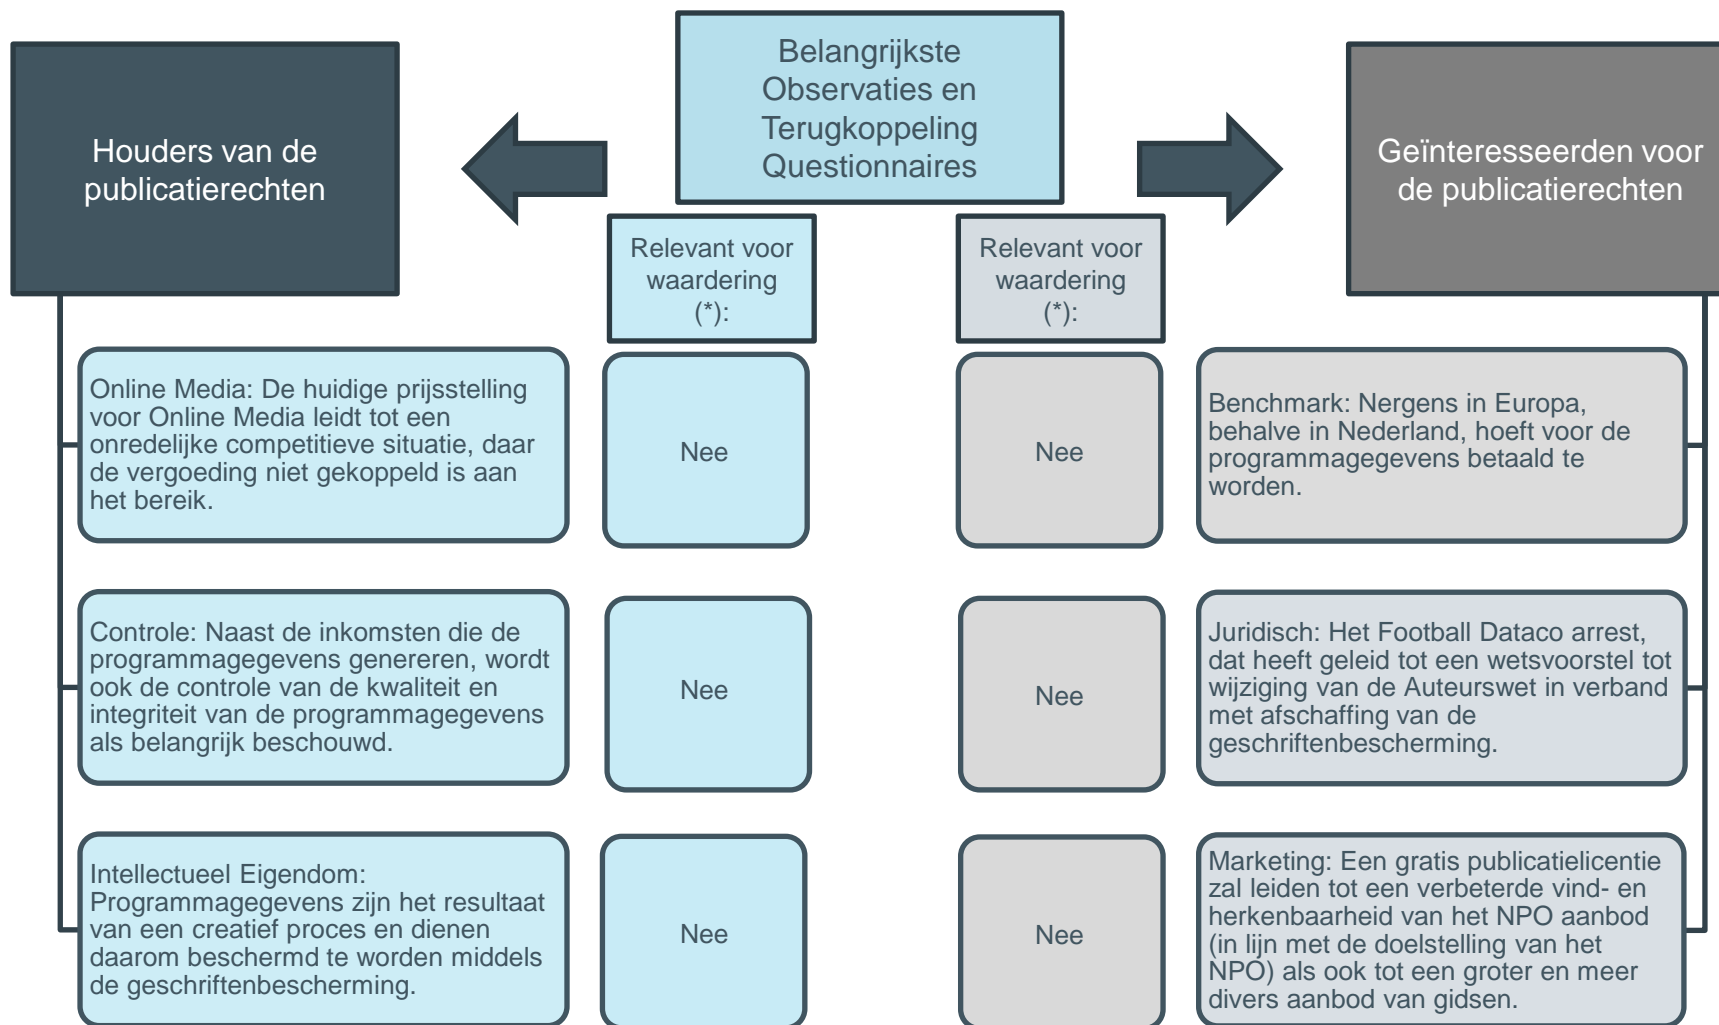 Belangrijkste
Observaties en
Terugkoppeling
Questionnaires
Houders van de
publicatierechten
Geïnteresseerden voor
de publicatierechten
Relevant voor
waardering
(*):
Relevant voor
waardering
(*):
Online Media: De huidige prijsstelling
voor Online Media leidt tot een
onredelijke competitieve situatie, daar
de vergoeding niet gekoppeld is aan
het bereik.
Nee
Nee
Benchmark: Nergens in Europa,
behalve in Nederland, hoeft voor de
programmagegevens betaald te
worden.
Controle: Naast de inkomsten die de
programmagegevens genereren, wordt
ook de controle van de kwaliteit en
integriteit van de programmagegevens
als belangrijk beschouwd.
Nee
Nee
Juridisch: Het Football Dataco arrest,
dat heeft geleid tot een wetsvoorstel tot
wijziging van de Auteurswet in verband
met afschaffing van de
geschriftenbescherming.
Intellectueel Eigendom:
Programmagegevens zijn het resultaat
van een creatief proces en dienen
daarom beschermd te worden middels
de geschriftenbescherming.
Nee
Nee
Marketing: Een gratis publicatielicentie
zal leiden tot een verbeterde vind- en
herkenbaarheid van het NPO aanbod
(in lijn met de doelstelling van het
NPO) als ook tot een groter en meer
divers aanbod van gidsen.